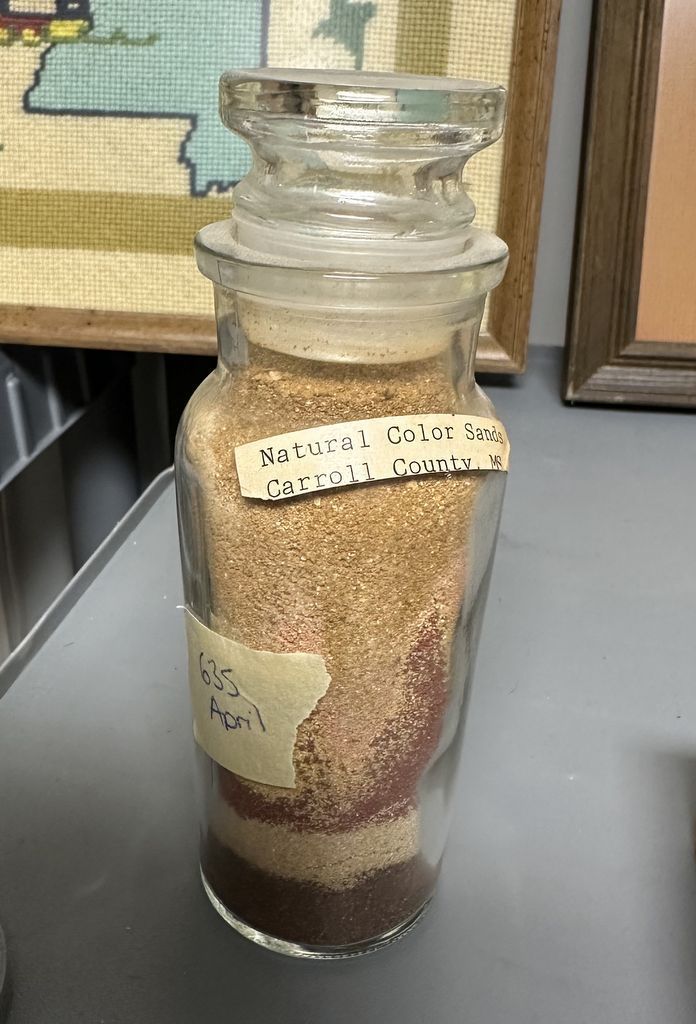 Natural Color Sands
Carroll County, MS
635
April